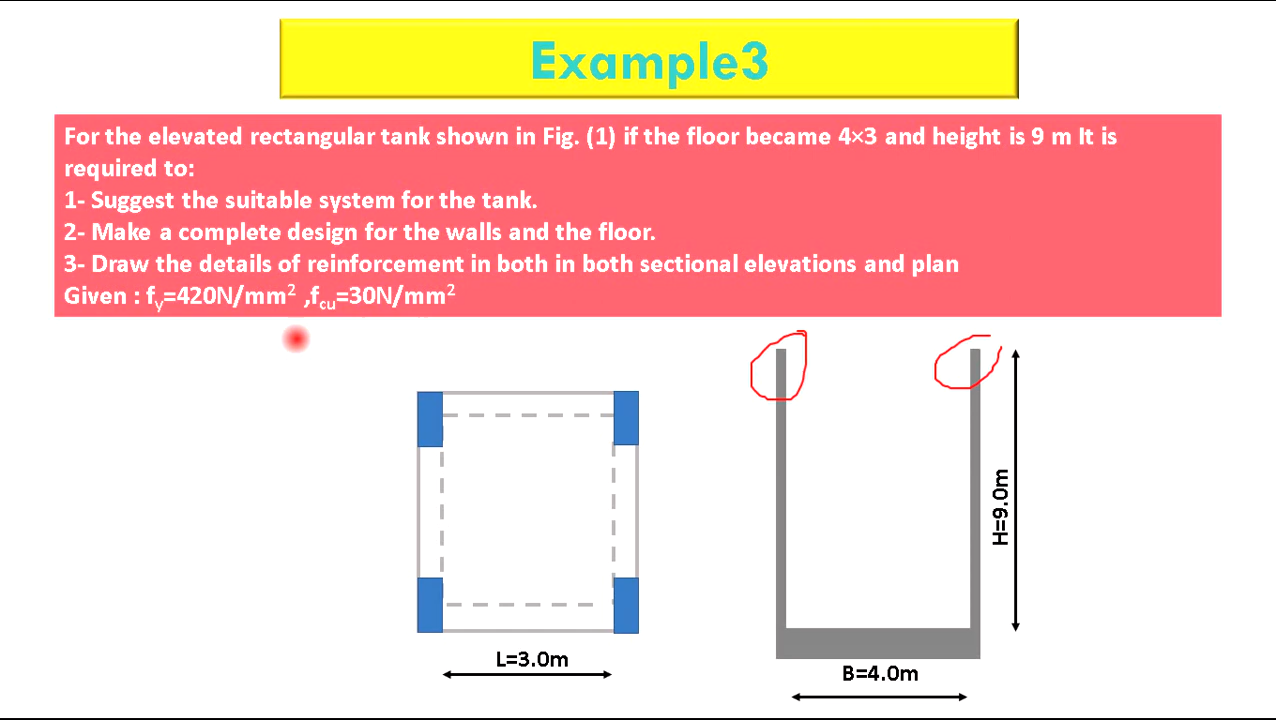 Example3
For the elevated rectangular tank shown in Fig. (1) if the floor became 4×3 and height is 9 m It is
required to:
1- Suggest the suitable system for the tank.
2- Make a complete design for the walls and the floor.
3- Draw the details of reinforcement in both in both sectional elevations and plan
Given : fy=420N/mm2 ,fcu=30N/mm2
H=9.0m
L=3.0m
B=4.0m